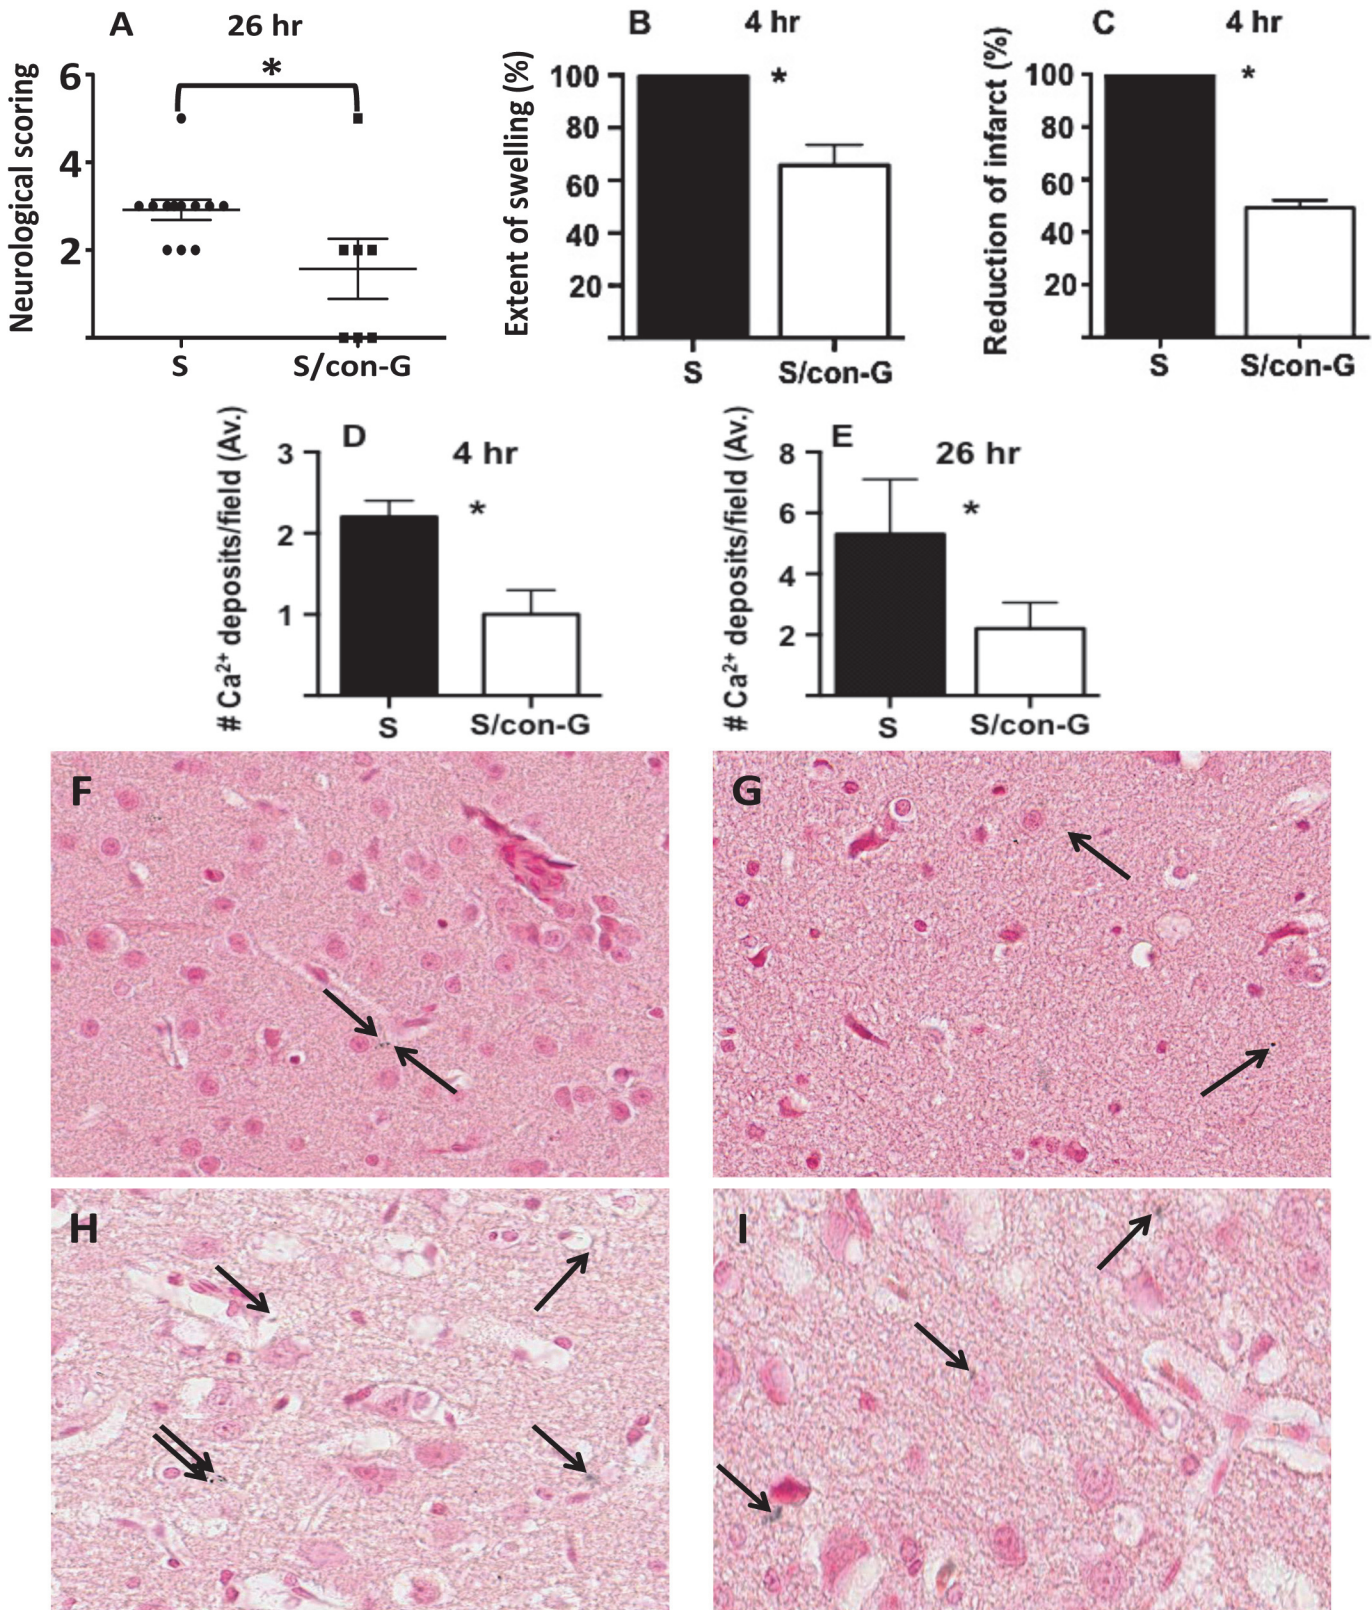 A 26 hr
Neurological scoring
*
6
4
2
S S/con-G
B 4 hr
Extent of swelling (%)
*
100
80
60
40
20
S S/con-G
C 4 hr
Reduction of infarct (%)
*
100
80
60
40
20
S S/con-G
D 4 hr
# Ca²⁺ deposits/field (Av.)
*
3
2
1
S S/con-G
E 26 hr
# Ca²⁺ deposits/field (Av.)
*
8
6
4
2
S S/con-G
F
G
H
I